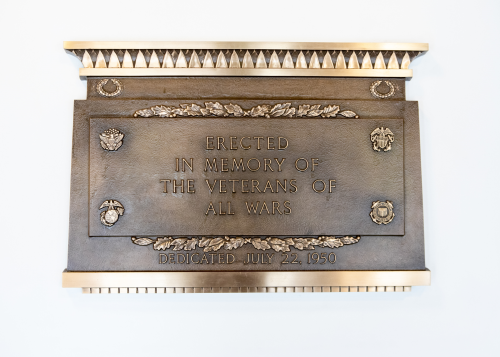 ERECTED
IN MEMORY OF
THE VETERANS OF
ALL WARS
DEDICATED JULY 22, 1950